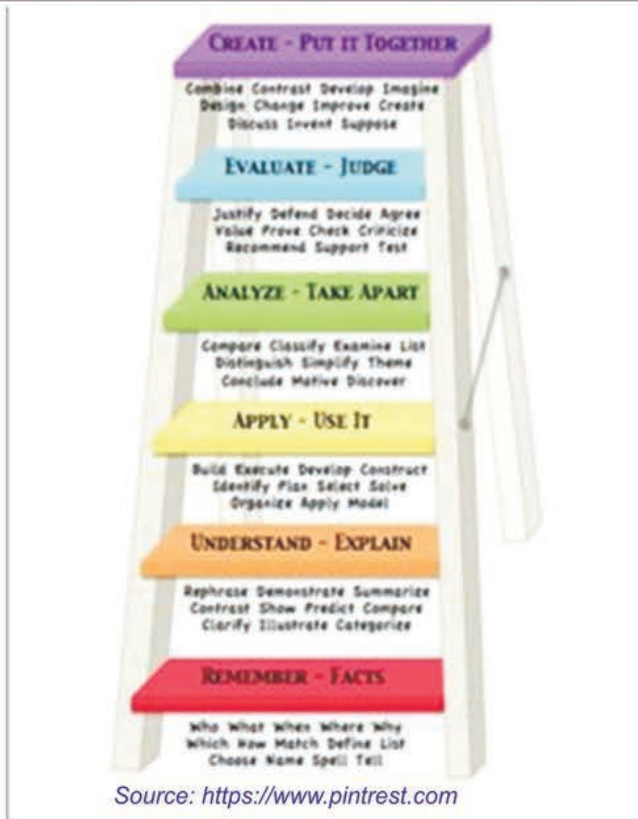 CREATE - PUT IT TOGETHER
Combine Contrast Develop Imagine
Design Change Improve Create
Discuss Invent Suppose
EVALUATE - JUDGE
Justify Defend Decide Agree
Value Prove Check Criticize
Recommend Support Test
ANALYZE - TAKE APART
Compare Classify Examine List
Distinguish Simplify Theme
Conclude Motive Discover
APPLY - USE IT
Build Execute Develop Construct
Identify Plan Select Solve
Organize Apply Model
UNDERSTAND - EXPLAIN
Rephrase Demonstrate Summarize
Contrast Show Predict Compare
Clarify Illustrate Categorize
REMEMBER - FACTS
Who What When Where Why
Which How Match Define List
Choose Name Spell Tell
Source: https://www.pintrest.com